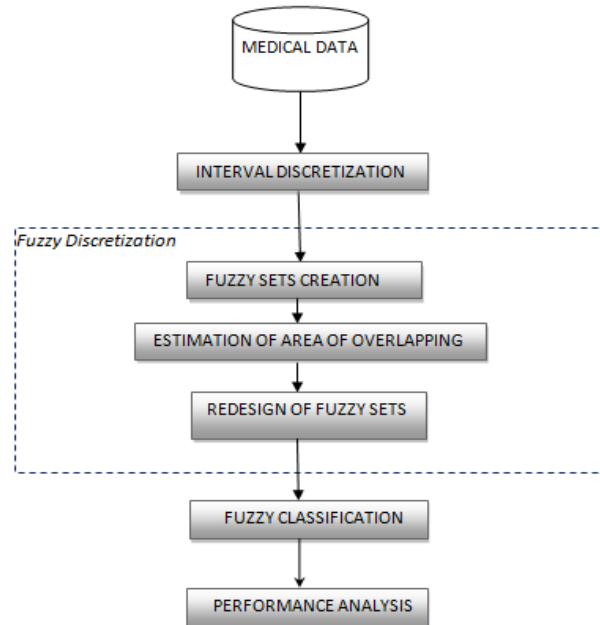 MEDICAL DATA
INTERVAL DISCRETIZATION
Fuzzy Discretization
FUZZY SETS CREATION
ESTIMATION OF AREA OF OVERLAPPING
REDESIGN OF FUZZY SETS
FUZZY CLASSIFICATION
PERFORMANCE ANALYSIS